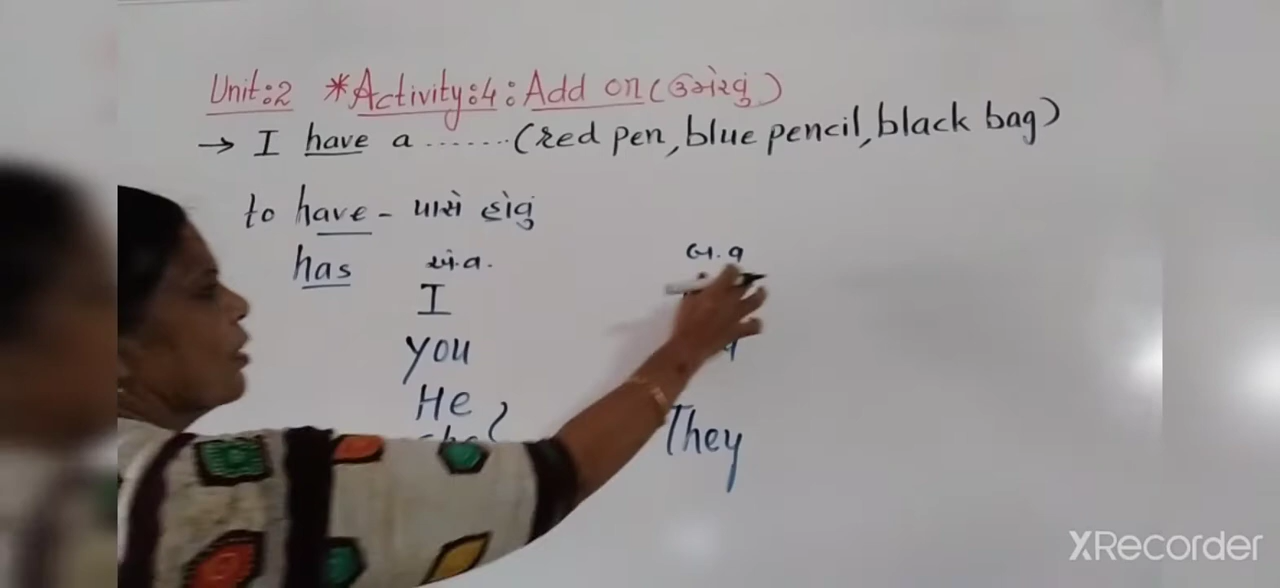 Unit:2 *Activity:4: Add on (ઉમેરવું)
→ I have a ....... (red pen, blue pencil, black bag)
to have - પાસે હોવું
has એ.વ. બ.વ
I
you
He
she
They
XRecorder